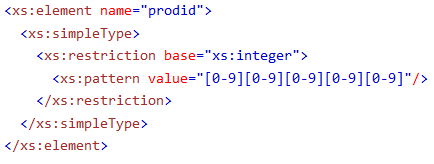 <xs:element name="prodid">
  <xs:simpleType>
    <xs:restriction base="xs:integer">
      <xs:pattern value="[0-9][0-9][0-9][0-9][0-9]"/>
    </xs:restriction>
  </xs:simpleType>
</xs:element>